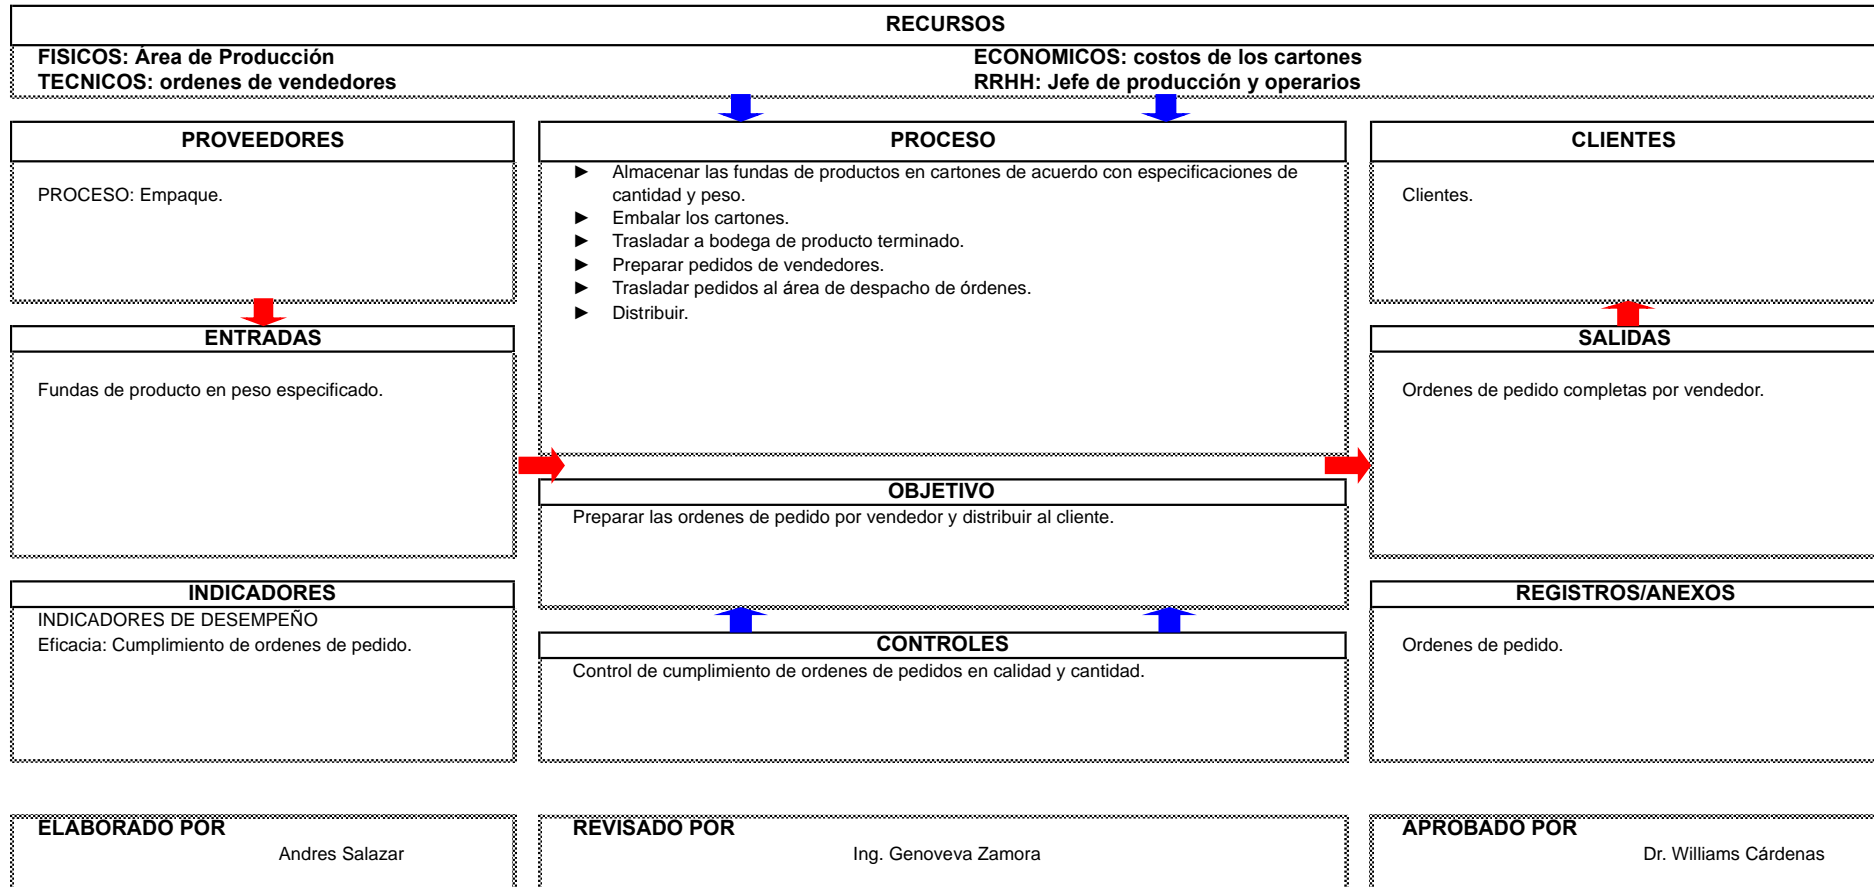 RECURSOS
FISICOS: Área de Producción
ECONOMICOS: costos de los cartones
TECNICOS: ordenes de vendedores
RRHH: Jefe de producción y operarios
PROVEEDORES
PROCESO: Empaque.
PROCESO
► Almacenar las fundas de productos en cartones de acuerdo con especificaciones de
cantidad y peso.
► Embalar los cartones.
► Trasladar a bodega de producto terminado.
► Preparar pedidos de vendedores.
► Trasladar pedidos al área de despacho de órdenes.
► Distribuir.
CLIENTES
Clientes.
ENTRADAS
Fundas de producto en peso especificado.
SALIDAS
Ordenes de pedido completas por vendedor.
OBJETIVO
Preparar las ordenes de pedido por vendedor y distribuir al cliente.
INDICADORES
INDICADORES DE DESEMPEÑO
Eficacia: Cumplimiento de ordenes de pedido.
CONTROLES
Control de cumplimiento de ordenes de pedidos en calidad y cantidad.
REGISTROS/ANEXOS
Ordenes de pedido.
ELABORADO POR
Andres Salazar
REVISADO POR
Ing. Genoveva Zamora
APROBADO POR
Dr. Williams Cárdenas